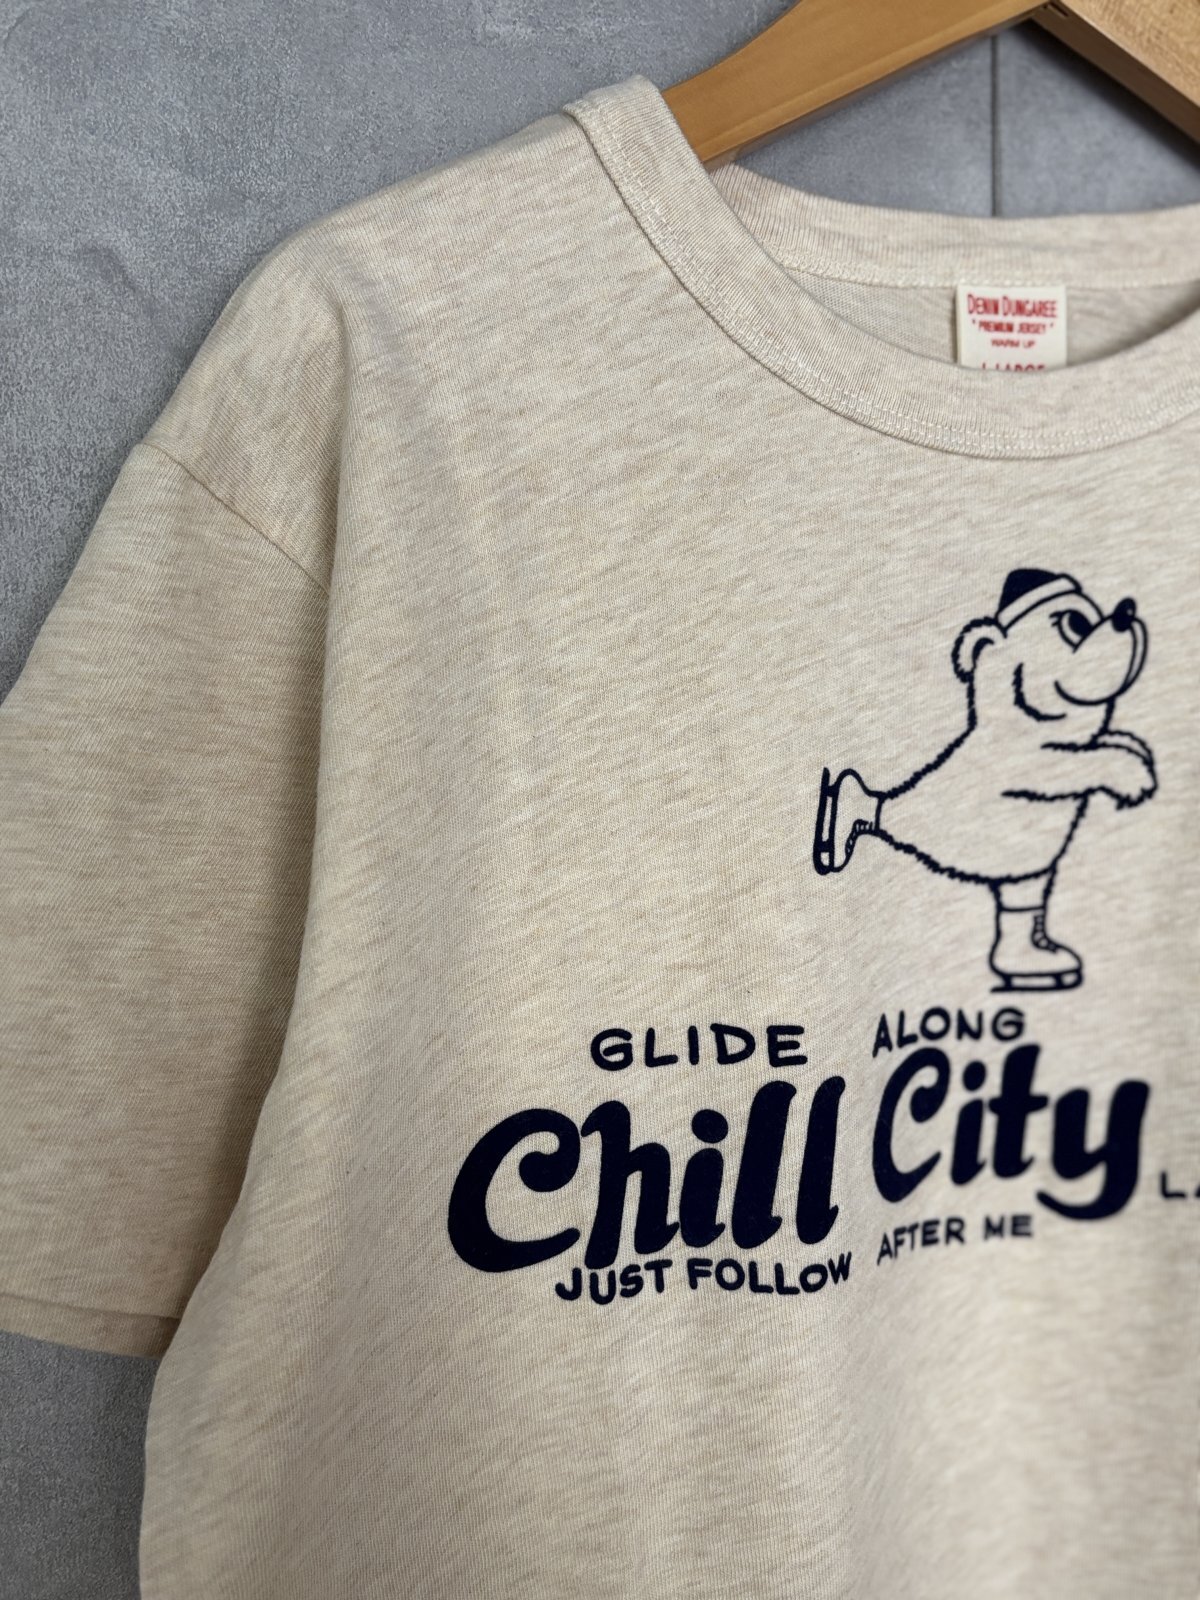 DENIM DUNGAREE
"PREMIUM JERSEY"
WARM UP
GLIDE ALONG
Chill City
JUST FOLLOW AFTER ME